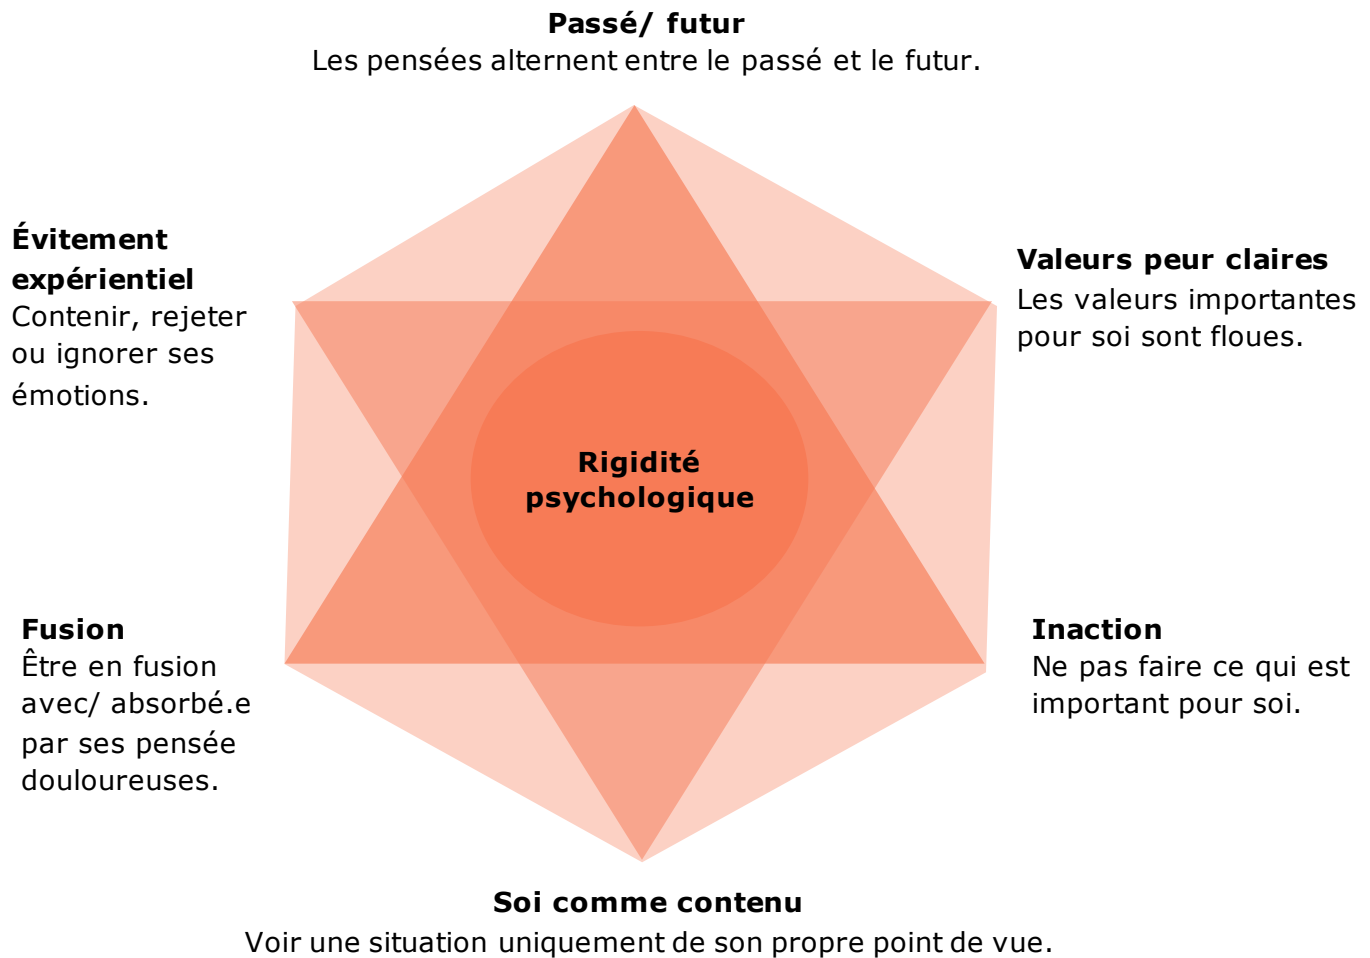 Passé/ futur
Les pensées alternent entre le passé et le futur.
Évitement
expérientiel
Contenir, rejeter
ou ignorer ses
émotions.
Valeurs peur claires
Les valeurs importantes
pour soi sont floues.
Rigidité
psychologique
Fusion
Être en fusion
avec/ absorbé.e
par ses pensée
douloureuses.
Inaction
Ne pas faire ce qui est
important pour soi.
Soi comme contenu
Voir une situation uniquement de son propre point de vue.